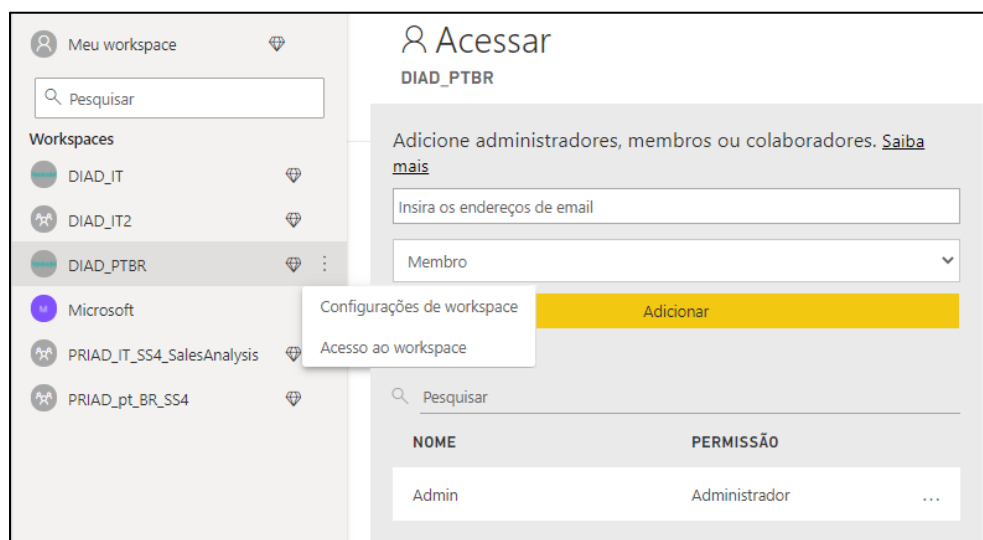 Meu workspace
Pesquisar
Workspaces
DIAD_IT
DIAD_IT2
DIAD_PTBR
Microsoft
PRIAD_IT_SS4_SalesAnalysis
PRIAD_pt_BR_SS4
Configurações de workspace
Acesso ao workspace
Acessar
DIAD_PTBR
Adicione administradores, membros ou colaboradores. Saiba
mais
Insira os endereços de email
Membro
Adicionar
Pesquisar
NOME PERMISSÃO
Admin Administrador ...